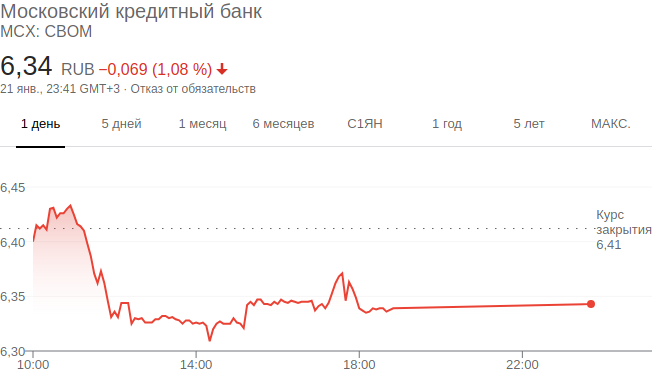 Московский кредитный банк
MCX: CBOM
6,34 RUB −0,069 (1,08 %)
21 янв., 23:41 GMT+3 · Отказ от обязательств
1 день 5 дней 1 месяц 6 месяцев С1ЯН 1 год 5 лет МАКС.
6,45
Курс
закрытия
6,41
6,40
6,35
6,30
10:00 14:00 18:00 22:00